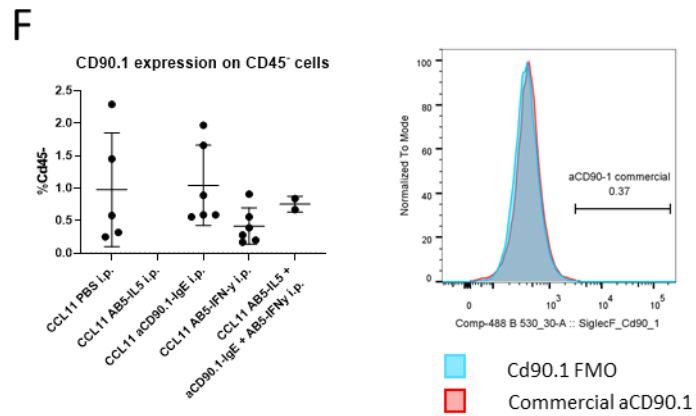 F
CD90.1 expression on CD45⁻ cells
%Cd45-
2.5
2.0
1.5
1.0
0.5
0.0
CCL11 PBS i.p.
CCL11 AB5-IL5 i.p.
CCL11 aCD90.1-IgE i.p.
CCL11 AB5-IFN-y i.p.
CCL11 AB5-IL5 +
aCD90.1-IgE + AB5-IFNy i.p.
Normalized To Mode
100
80
60
40
20
0
aCD90-1 commercial
0.37
0
10³
10⁴
10⁵
Comp-488 B 530_30-A :: SiglecF_Cd90_1
Cd90.1 FMO
Commercial aCD90.1